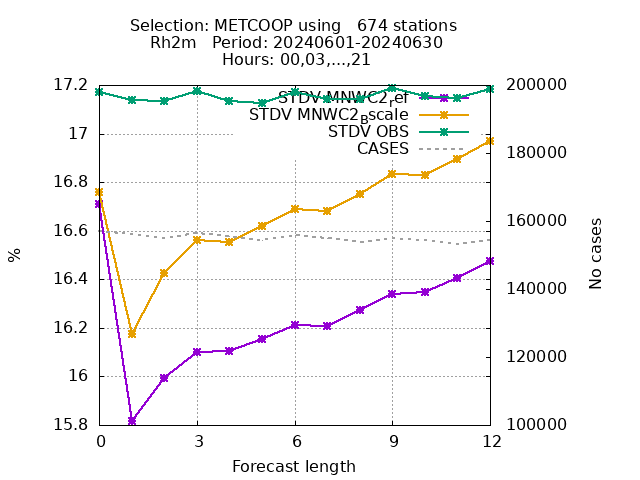 Selection: METCOOP using   674 stations
Rh2m   Period: 20240601-20240630
Hours: 00,03,...,21
17.2
17
16.8
16.6
16.4
16.2
16
15.8
%
STDV MNWC2ref
STDV MNWC2Bscale
STDV OBS
CASES
200000
180000
160000
140000
120000
100000
No cases
0 3 6 9 12
Forecast length